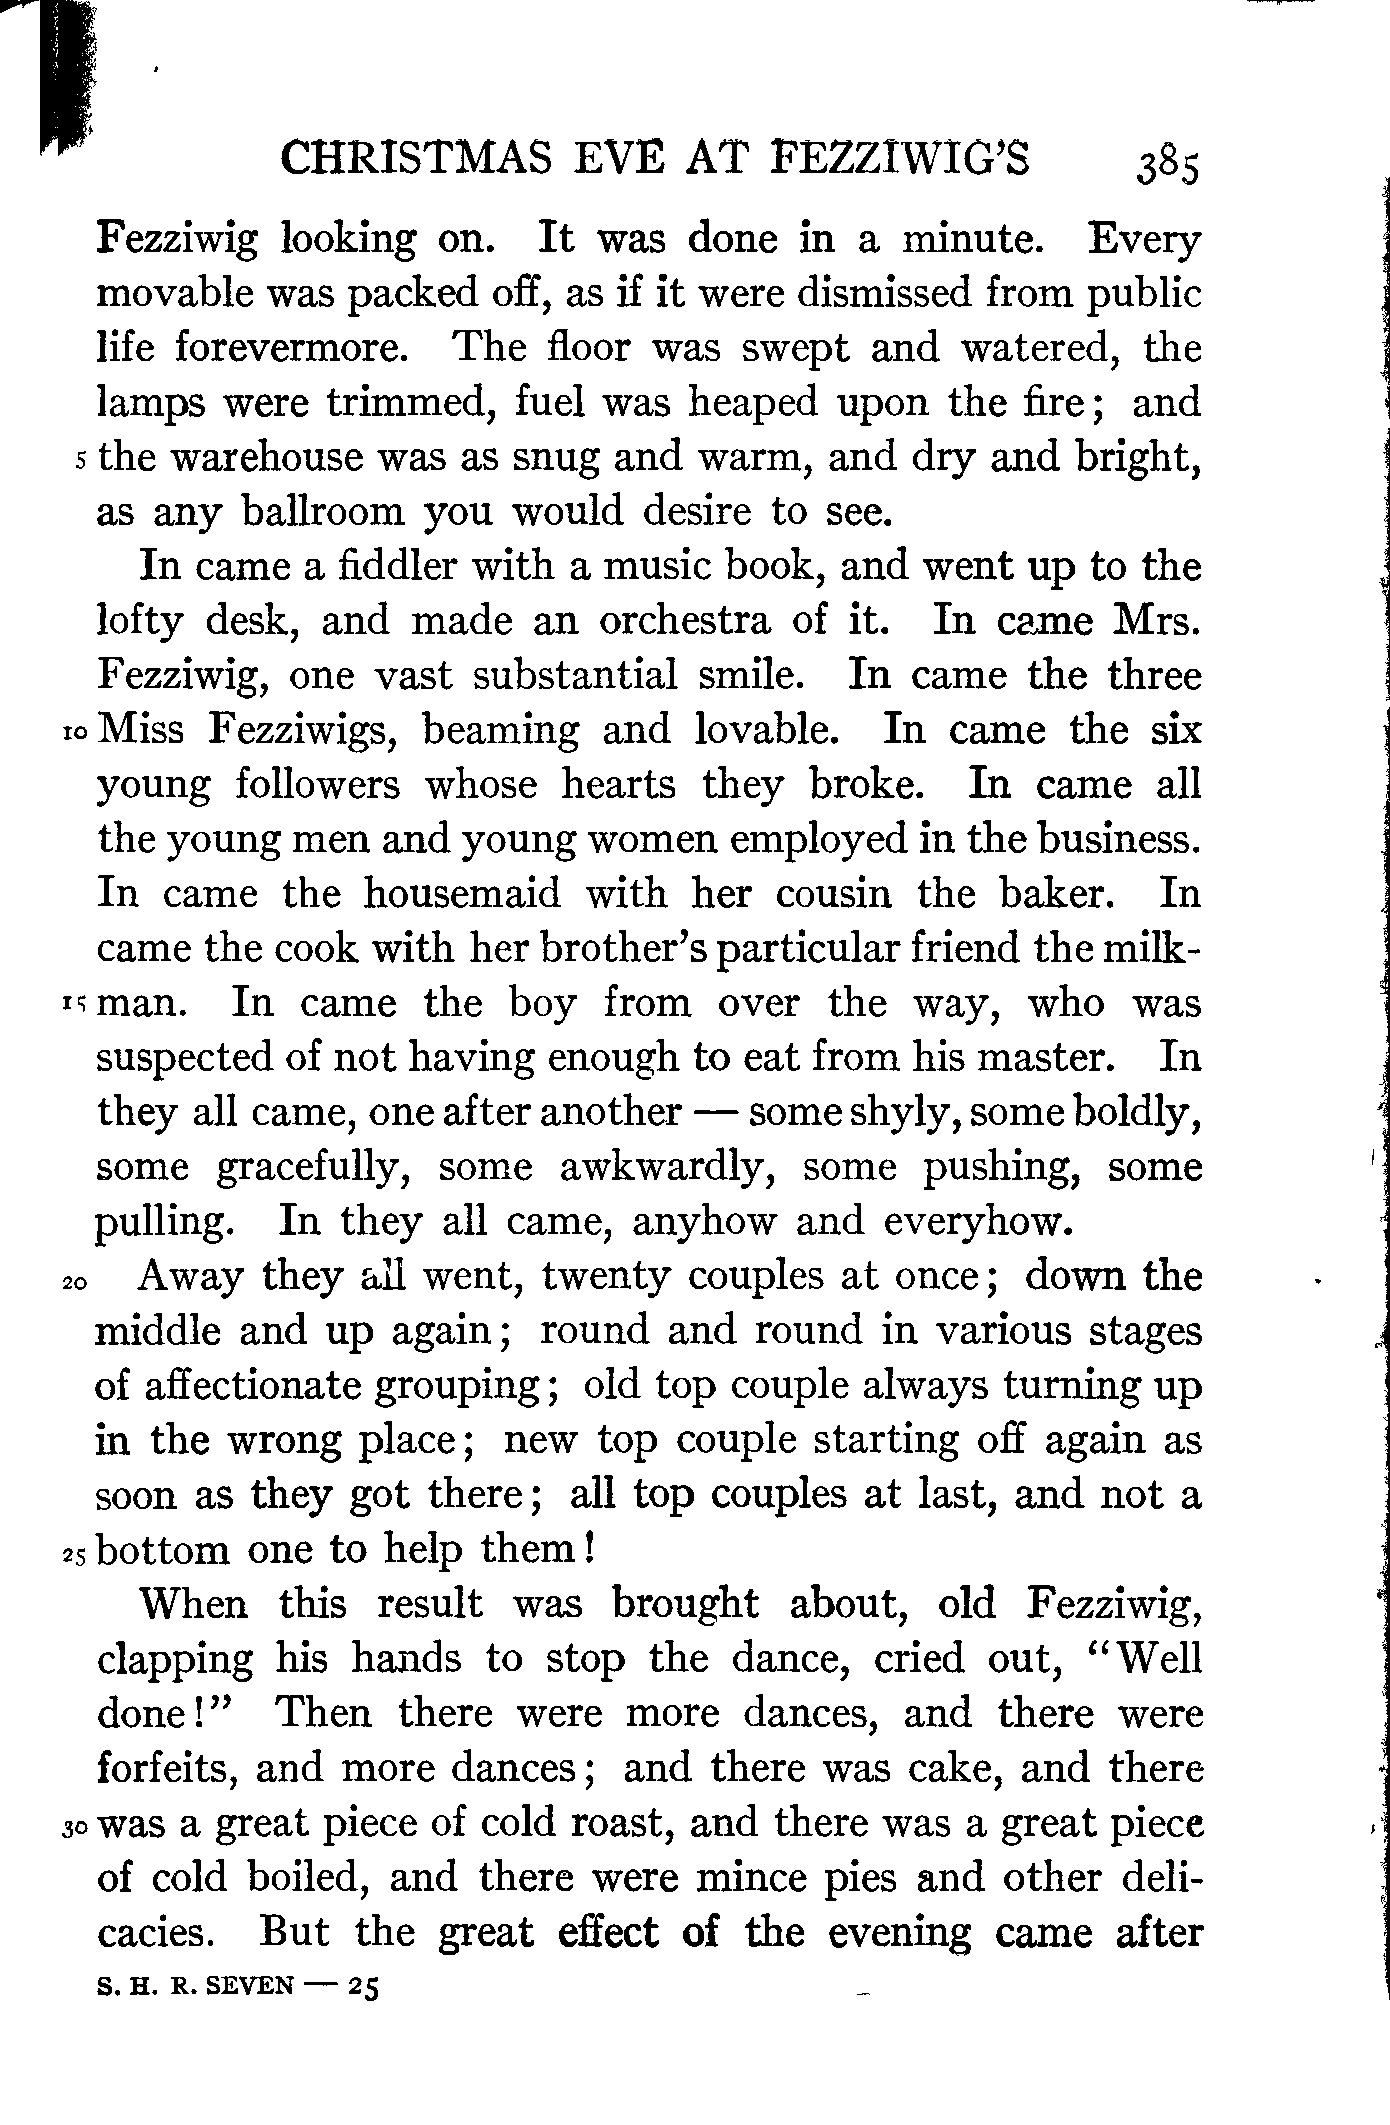 CHRISTMAS EVE AT FEZZIWIG'S 385
Fezziwig looking on. It was done in a minute. Every
movable was packed off, as if it were dismissed from public
life forevermore. The floor was swept and watered, the
lamps were trimmed, fuel was heaped upon the fire; and
5 the warehouse was as snug and warm, and dry and bright,
as any ballroom you would desire to see.
In came a fiddler with a music book, and went up to the
lofty desk, and made an orchestra of it. In came Mrs.
Fezziwig, one vast substantial smile. In came the three
10 Miss Fezziwigs, beaming and lovable. In came the six
young followers whose hearts they broke. In came all
the young men and young women employed in the business.
In came the housemaid with her cousin the baker. In
came the cook with her brother's particular friend the milk-
15 man. In came the boy from over the way, who was
suspected of not having enough to eat from his master. In
they all came, one after another — some shyly, some boldly,
some gracefully, some awkwardly, some pushing, some
pulling. In they all came, anyhow and everyhow.
20 Away they all went, twenty couples at once; down the
middle and up again; round and round in various stages
of affectionate grouping; old top couple always turning up
in the wrong place; new top couple starting off again as
soon as they got there; all top couples at last, and not a
25 bottom one to help them!
When this result was brought about, old Fezziwig,
clapping his hands to stop the dance, cried out, "Well
done!" Then there were more dances, and there were
forfeits, and more dances; and there was cake, and there
30 was a great piece of cold roast, and there was a great piece
of cold boiled, and there were mince pies and other deli-
cacies. But the great effect of the evening came after
S. H. R. SEVEN — 25